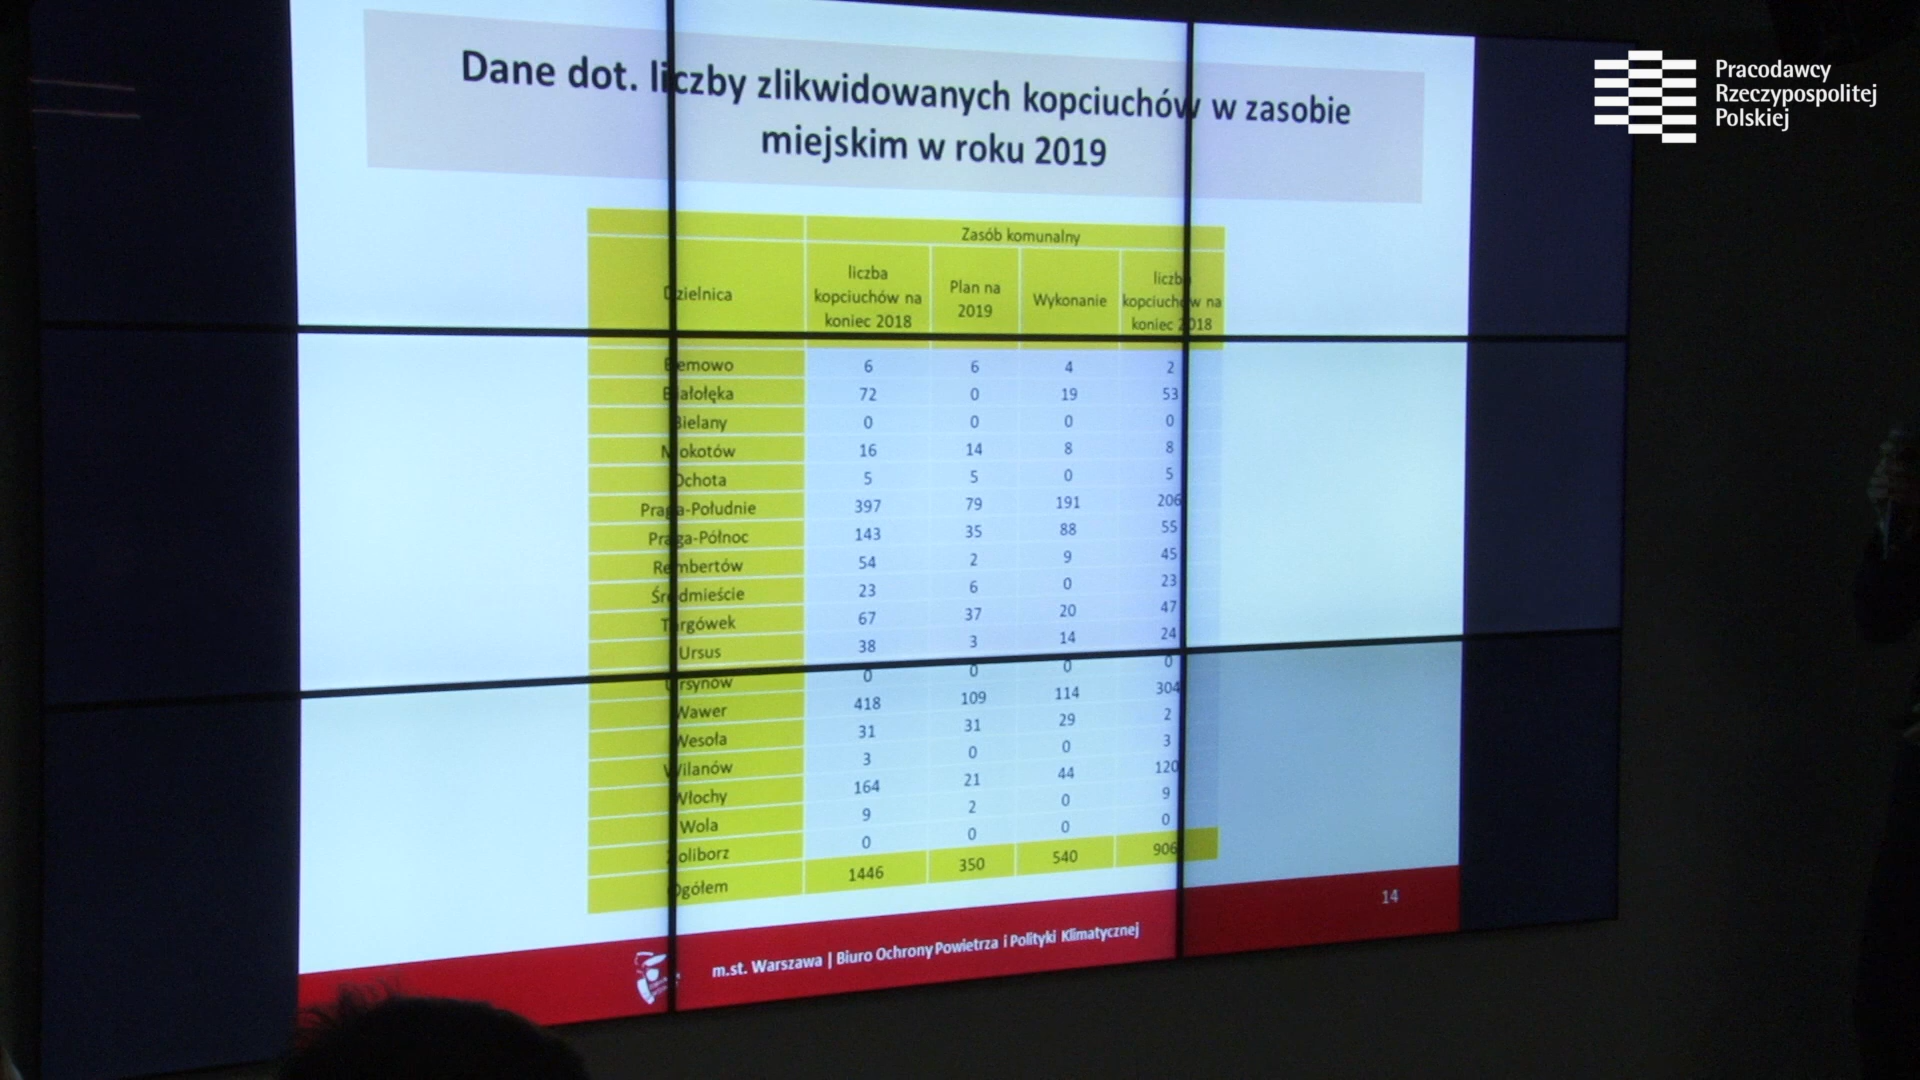 Dane dot. liczby zlikwidowanych kopciuchów w zasobie
miejskim w roku 2019
Pracodawcy
Rzeczypospolitej
Polskiej
Zasób komunalny
Dzielnica
liczba
kopciuchów na
koniec 2018
Plan na
2019
Wykonanie
liczba
kopciuchów na
koniec 2018
Bemowo 6 6 4 2
Białołęka 72 0 19 53
Bielany 0 0 0 0
Mokotów 16 14 8 8
Ochota 5 5 0 5
Praga-Południe 397 79 191 206
Praga-Północ 143 35 88 55
Rembertów 54 2 9 45
Śródmieście 23 6 0 23
Targówek 67 37 20 47
Ursus 38 3 14 24
Ursynów 0 0 0 0
Wawer 418 109 114 304
Wesoła 31 31 29 2
Wilanów 3 0 0 3
Włochy 164 21 44 120
Wola 9 2 0 9
Żoliborz 0 0 0 0
Ogółem 1446 350 540 906
m.st. Warszawa | Biuro Ochrony Powietrza i Polityki Klimatycznej
14